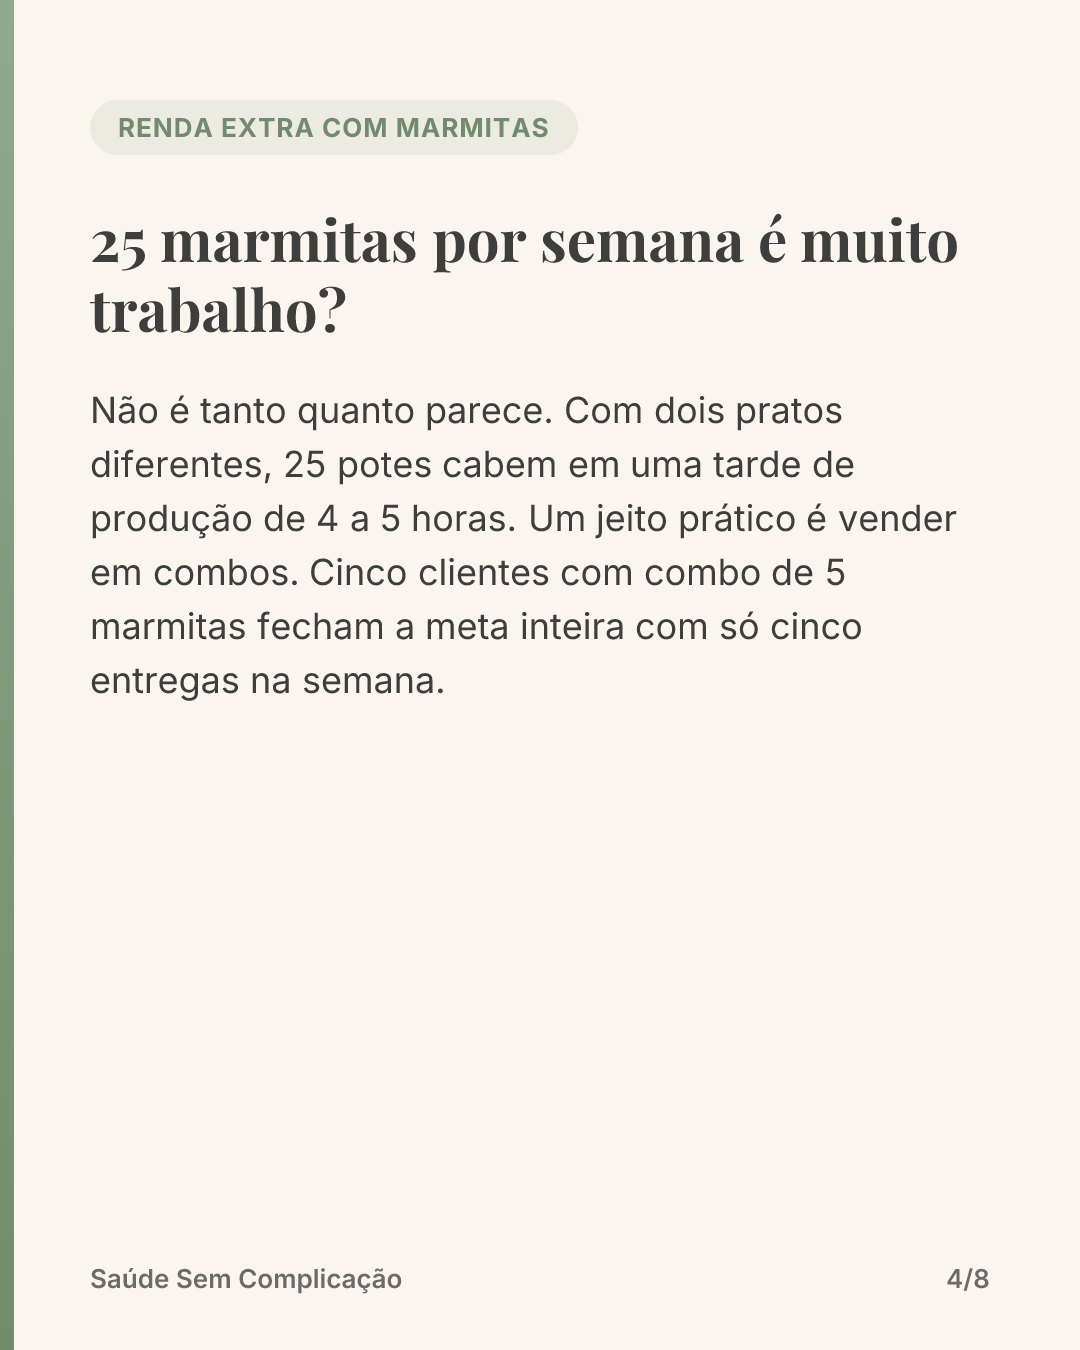 RENDA EXTRA COM MARMITAS
25 marmitas por semana é muito
trabalho?
Não é tanto quanto parece. Com dois pratos
diferentes, 25 potes cabem em uma tarde de
produção de 4 a 5 horas. Um jeito prático é vender
em combos. Cinco clientes com combo de 5
marmitas fecham a meta inteira com só cinco
entregas na semana.
Saúde Sem Complicação
4/8